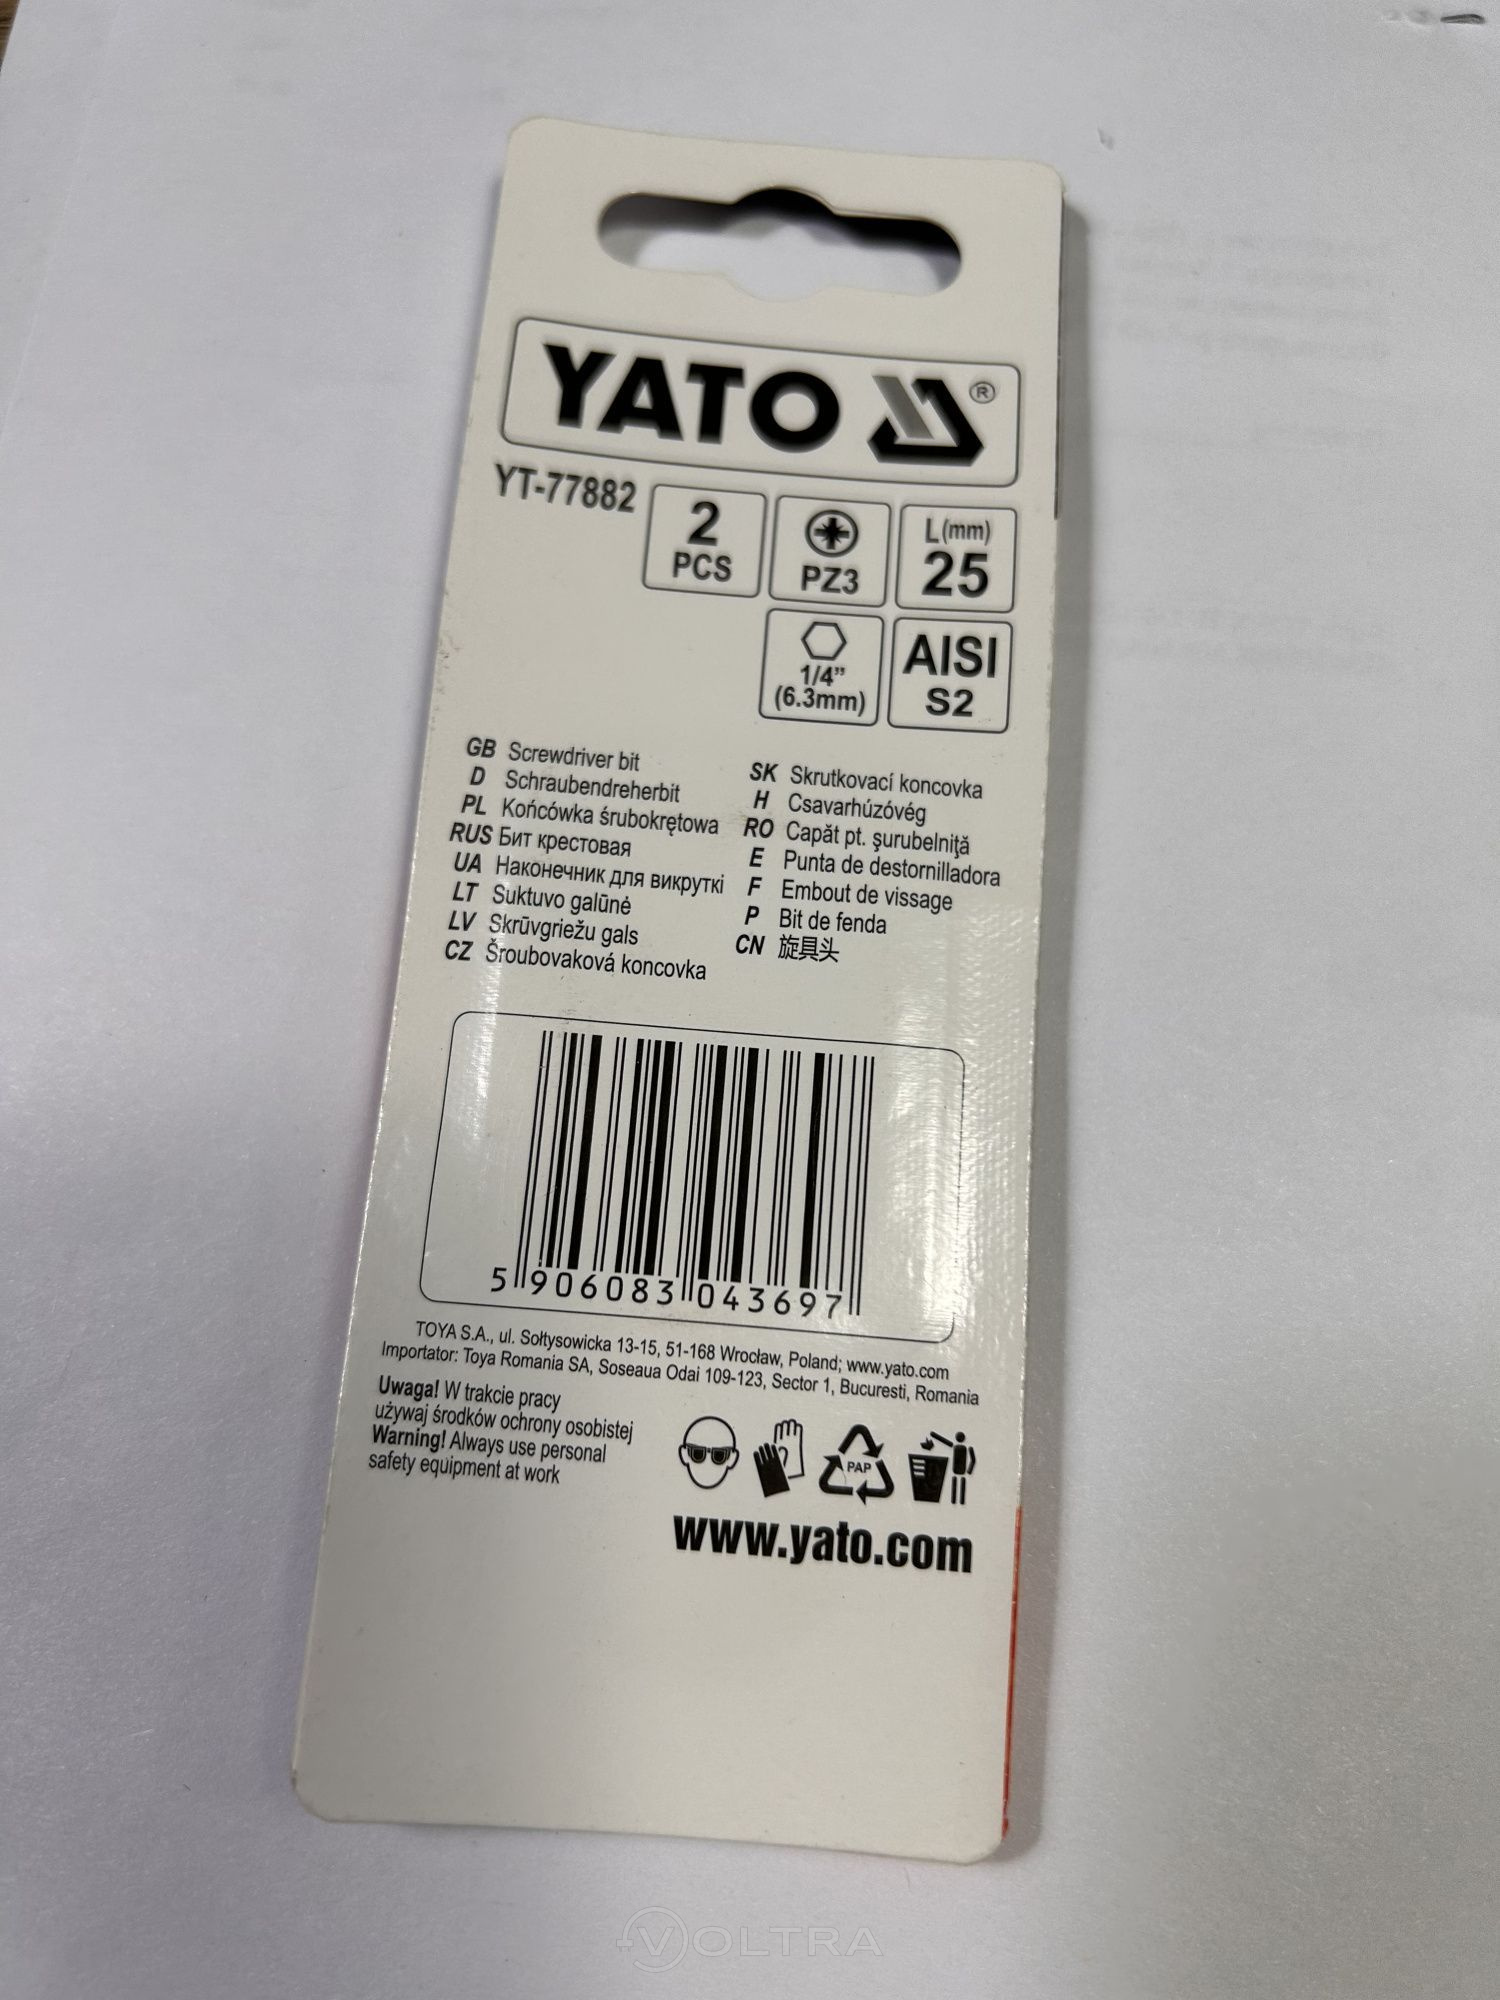 YATO ®
YT-77882
2
PCS
PZ3
L(mm)
25
1/4”
(6.3mm)
AISI
S2
GB Screwdriver bit
D Schraubendreherbit
PL Końcówka śrubokrętowa
RUS Бит крестовая
UA Наконечник для викруткі
LT Suktuvo galūnė
LV Skrūvgriežu gals
CZ Šroubovaková koncovka
SK Skrutkovací koncovka
H Csavarhúzóvég
RO Capăt pt. şurubelniţă
E Punta de destornilladora
F Embout de vissage
P Bit de fenda
CN 旋具头
5 906083 043697
TOYA S.A., ul. Sołtysowicka 13-15, 51-168 Wrocław, Poland; www.yato.com
Importator: Toya Romania SA, Soseaua Odai 109-123, Sector 1, Bucuresti, Romania
Uwaga! W trakcie pracy
używaj środków ochrony osobistej
Warning! Always use personal
safety equipment at work
PAP
www.yato.com
VOLTRA